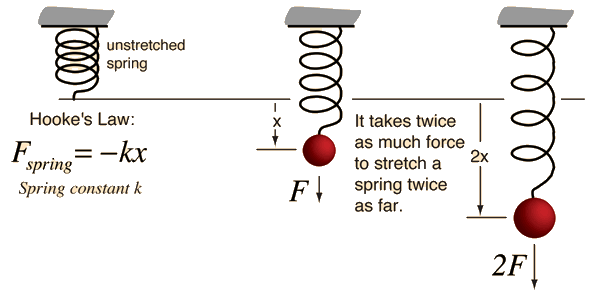 unstretched
spring
Hooke's Law:
F spring = −kx
Spring constant k
x
F
It takes twice
as much force
to stretch a
spring twice
as far.
2x
2F